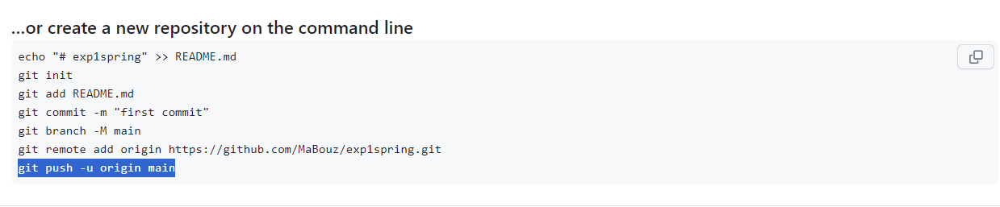 ...or create a new repository on the command line
echo "# exp1spring" >> README.md
git init
git add README.md
git commit -m "first commit"
git branch -M main
git remote add origin https://github.com/MaBouz/exp1spring.git
git push -u origin main